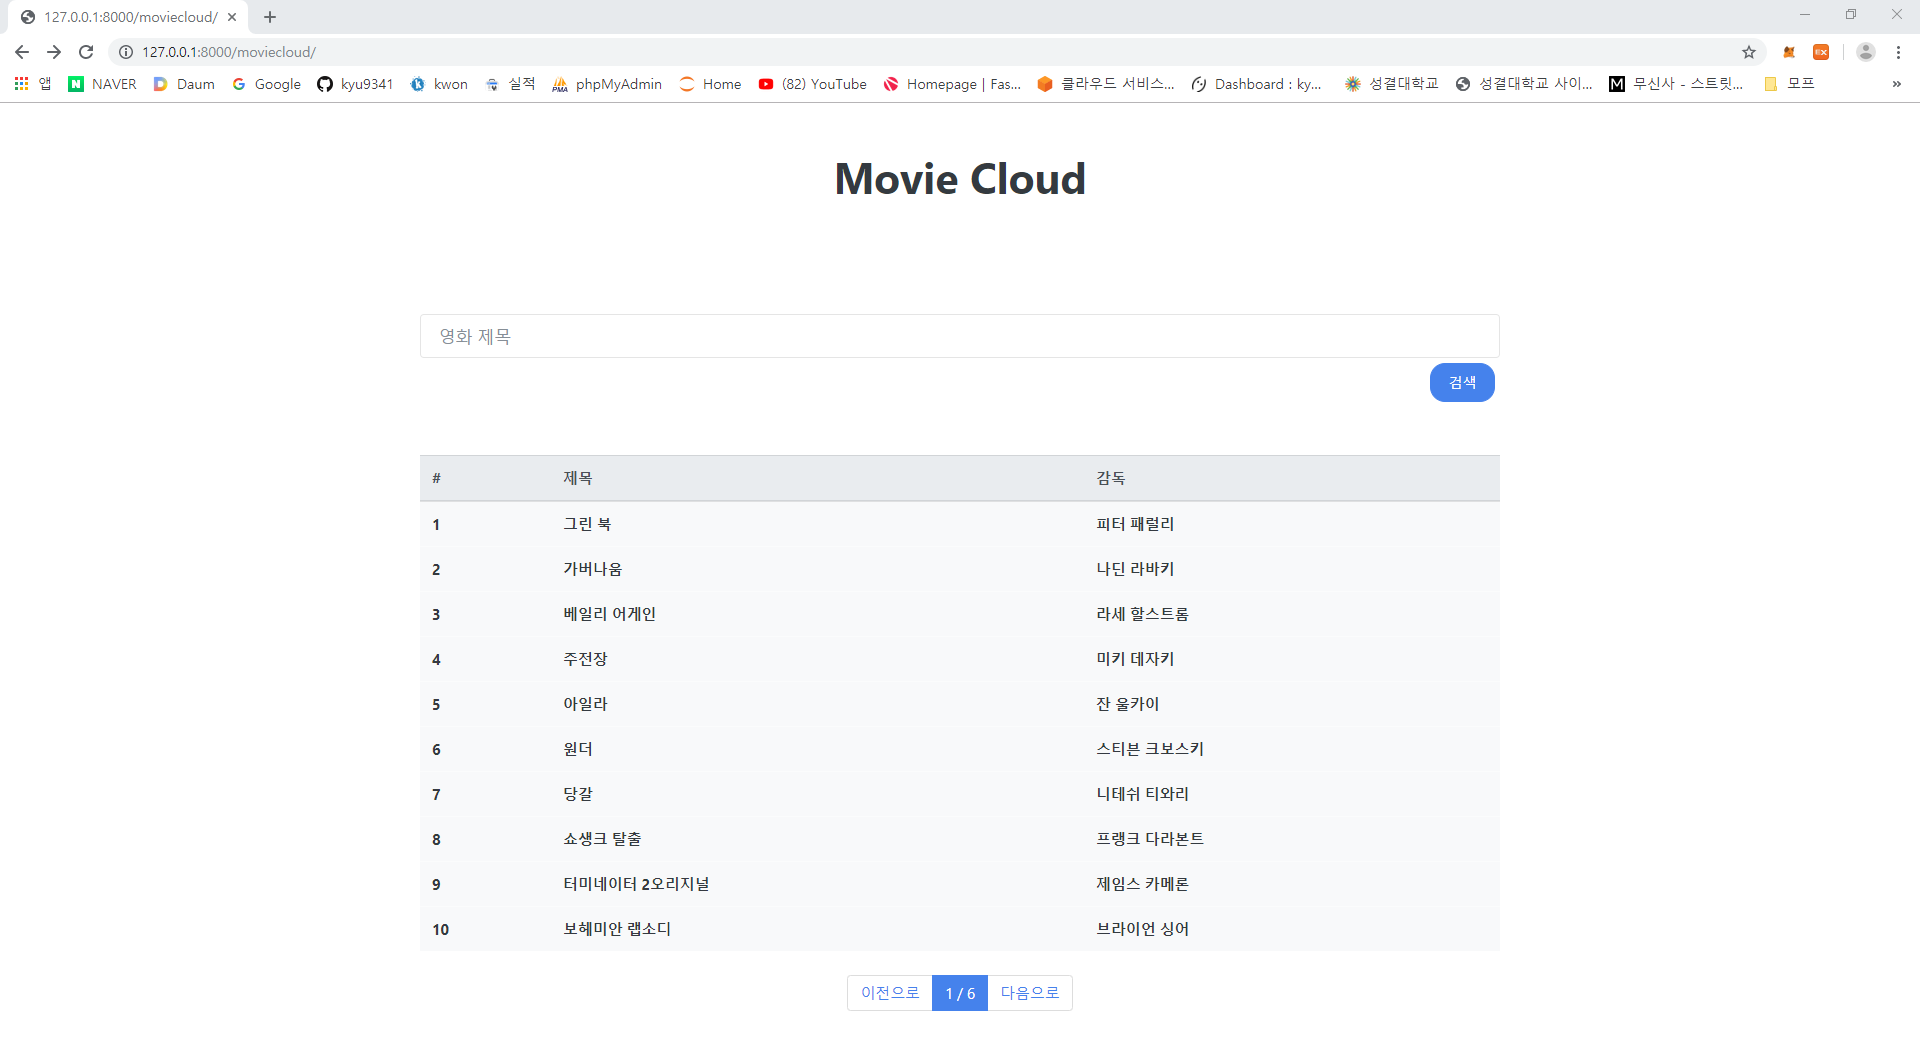 127.0.0.1:8000/moviecloud/
127.0.0.1:8000/moviecloud/
앱 NAVER Daum Google kyu9341 kwon 실적 phpMyAdmin Home (82) YouTube Homepage | Fas... 클라우드 서비스... Dashboard : ky... 성결대학교 성결대학교 사이... 무신사 - 스트릿... 모프 »
Movie Cloud
영화 제목
검색
# 제목 감독
1 그린 북 피터 패럴리
2 가버나움 나딘 라바키
3 베일리 어게인 라세 할스트롬
4 주전장 미키 데자키
5 아일라 잔 울카이
6 원더 스티븐 크보스키
7 당갈 니테쉬 티와리
8 쇼생크 탈출 프랭크 다라본트
9 터미네이터 2오리지널 제임스 카메론
10 보헤미안 랩소디 브라이언 싱어
이전으로 1 / 6 다음으로